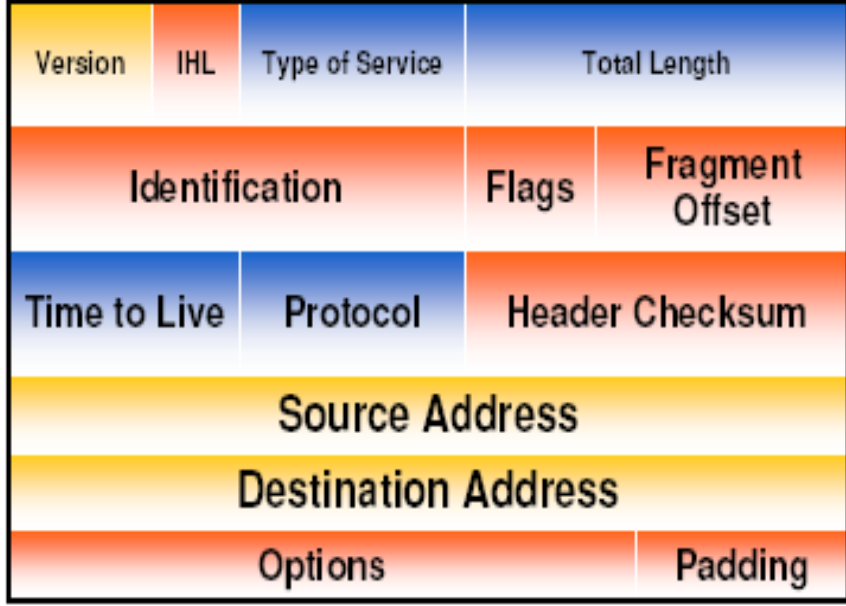 Version IHL Type of Service Total Length
Identification Flags Fragment Offset
Time to Live Protocol Header Checksum
Source Address
Destination Address
Options Padding